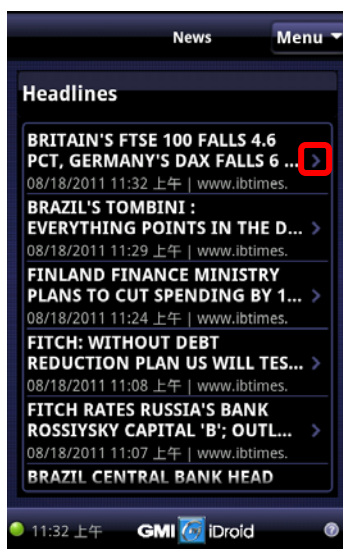 News
Menu
Headlines
BRITAIN'S FTSE 100 FALLS 4.6
PCT, GERMANY'S DAX FALLS 6 ...
08/18/2011 11:32 上午 | www.ibtimes.
BRAZIL'S TOMBINI :
EVERYTHING POINTS IN THE D...
08/18/2011 11:29 上午 | www.ibtimes.
FINLAND FINANCE MINISTRY
PLANS TO CUT SPENDING BY 1...
08/18/2011 11:24 上午 | www.ibtimes.
FITCH: WITHOUT DEBT
REDUCTION PLAN US WILL TES...
08/18/2011 11:08 上午 | www.ibtimes.
FITCH RATES RUSSIA'S BANK
ROSSIYSKY CAPITAL 'B'; OUTL...
08/18/2011 11:07 上午 | www.ibtimes.
BRAZIL CENTRAL BANK HEAD
11:32 上午 GMI iDroid ?